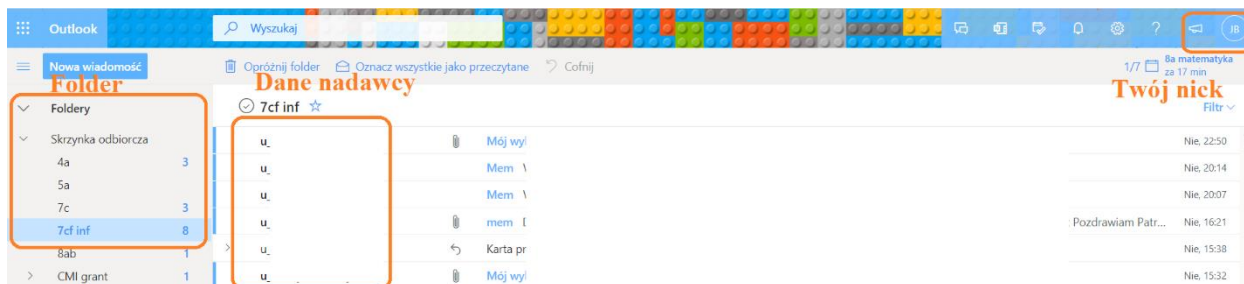 Outlook
Wyszukaj
JB
Nowa wiadomość
Opróżnij folder
Oznacz wszystkie jako przeczytane
Cofnij
1/7
8a matematyka
za 17 min
Folder
Dane nadawcy
Twój nick
Foldery
7cf inf
Filtr
Skrzynka odbiorcza
u_ Mój wyl Nie, 22:50
4a 3
u_ Mem Nie, 20:14
5a
u_ Mem Nie, 20:07
7c 3
u_ mem Pozdrawiam Patr... Nie, 16:21
7cf inf 8
u_ Karta pr Nie, 15:38
8ab 1
u_ Mój wyl Nie, 15:32
CMI grant 1